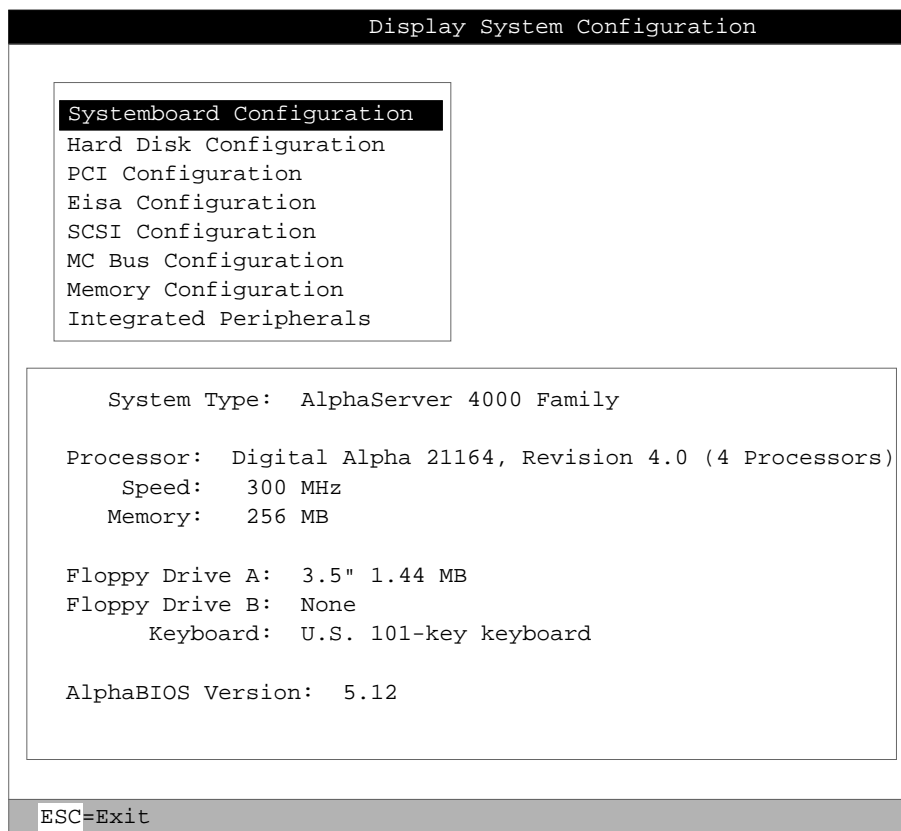 Display System Configuration
Systemboard Configuration
Hard Disk Configuration
PCI Configuration
Eisa Configuration
SCSI Configuration
MC Bus Configuration
Memory Configuration
Integrated Peripherals
System Type: AlphaServer 4000 Family
Processor: Digital Alpha 21164, Revision 4.0 (4 Processors)
Speed: 300 MHz
Memory: 256 MB
Floppy Drive A: 3.5" 1.44 MB
Floppy Drive B: None
Keyboard: U.S. 101-key keyboard
AlphaBIOS Version: 5.12
ESC=Exit